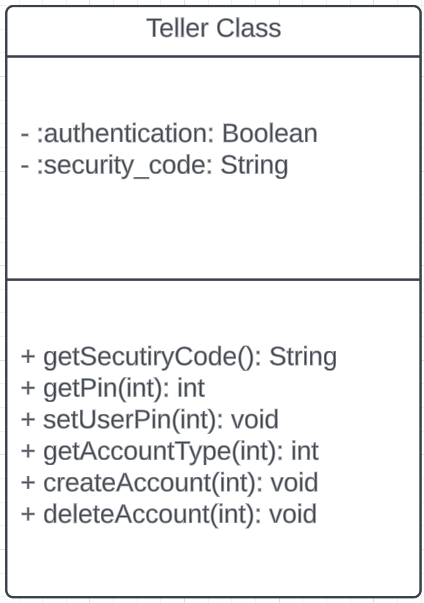 Teller Class
- :authentication: Boolean
- :security_code: String
+ getSecutiryCode(): String
+ getPin(int): int
+ setUserPin(int): void
+ getAccountType(int): int
+ createAccount(int): void
+ deleteAccount(int): void